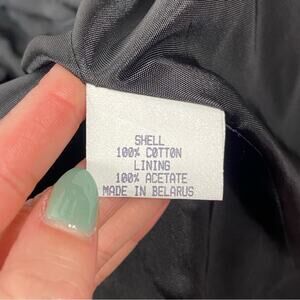 SHELL
100% COTTON
LINING
100% ACETATE
MADE IN BELARUS